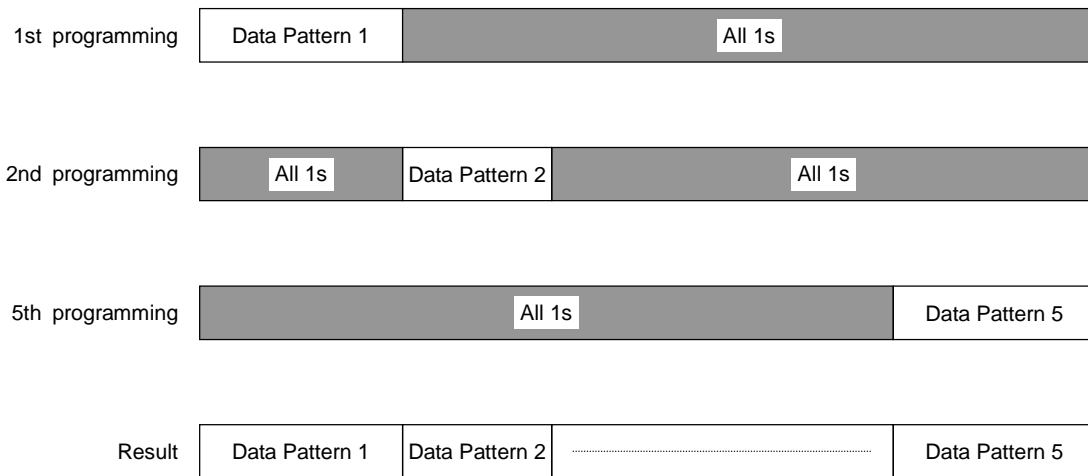 1st programming Data Pattern 1 All 1s
2nd programming All 1s Data Pattern 2 All 1s
5th programming All 1s Data Pattern 5
Result Data Pattern 1 Data Pattern 2 Data Pattern 5